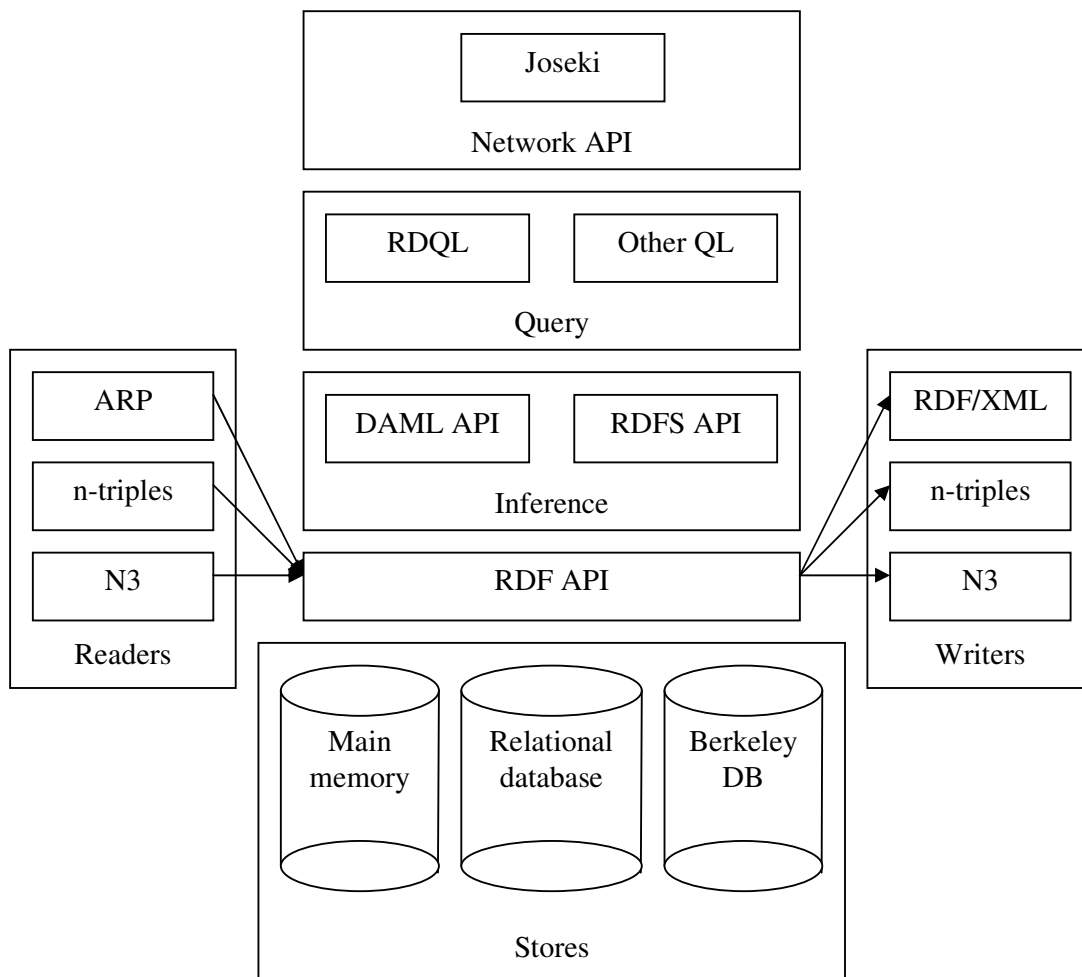 Joseki
Network API
RDQL
Other QL
Query
ARP
n-triples
N3
Readers
DAML API
RDFS API
Inference
RDF API
RDF/XML
n-triples
N3
Writers
Main
memory
Relational
database
Berkeley
DB
Stores